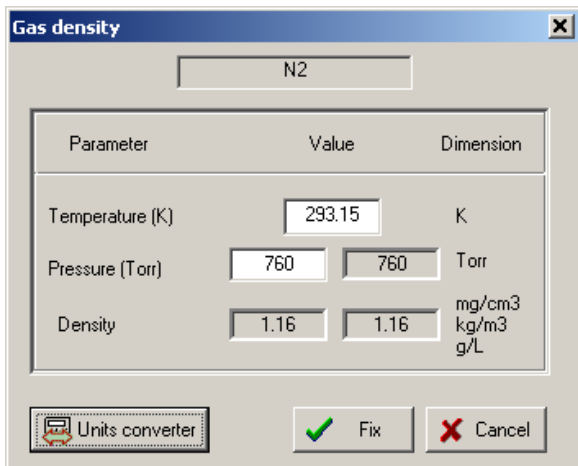 Gas density
N2
Parameter Value Dimension
Temperature (K) 293.15 K
Pressure (Torr) 760 760 Torr
Density 1.16 1.16 mg/cm3
kg/m3
g/L
Units converter Fix Cancel